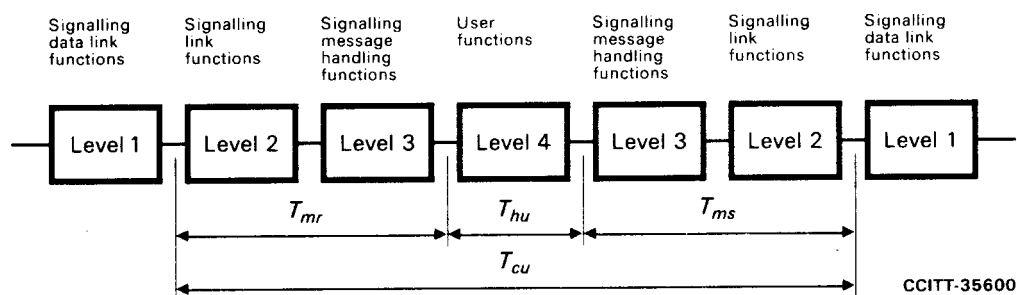 Signalling
data link
functions
Signalling
link
functions
Signalling
message
handling
functions
User
functions
Signalling
message
handling
functions
Signalling
link
functions
Signalling
data link
functions
Level 1
Level 2
Level 3
Level 4
Level 3
Level 2
Level 1
Tmr
Thu
Tms
Tcu
CCITT-35600